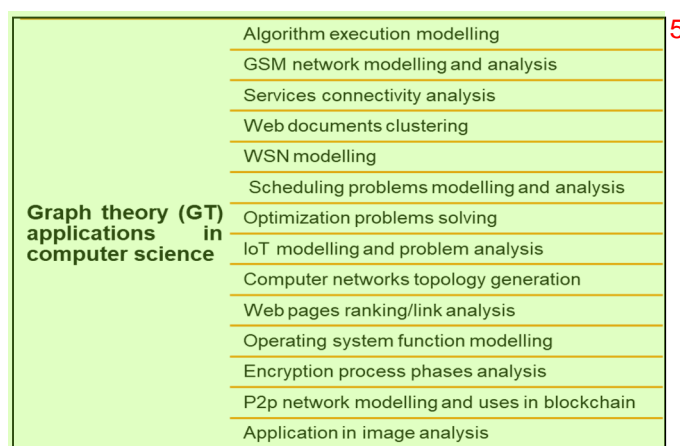 Algorithm execution modelling
5
GSM network modelling and analysis
Services connectivity analysis
Web documents clustering
WSN modelling
Scheduling problems modelling and analysis
Graph theory (GT)
applications in
computer science
Optimization problems solving
IoT modelling and problem analysis
Computer networks topology generation
Web pages ranking/link analysis
Operating system function modelling
Encryption process phases analysis
P2p network modelling and uses in blockchain
Application in image analysis